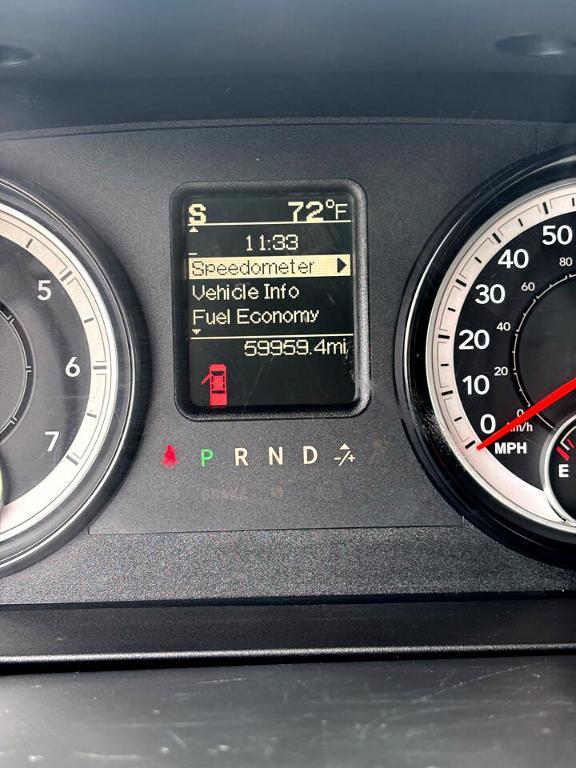 S 72°F
11:33
Speedometer
Vehicle Info
Fuel Economy
59959.4mi
P R N D -/+
5
6
7
50
40
30
20
10
0
MPH
80
60
40
20
0
km/h
E